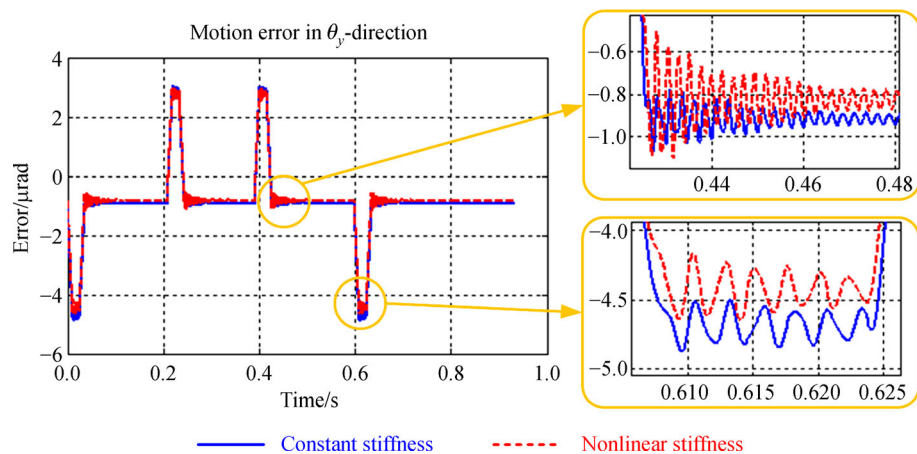 Motion error in θy-direction
4
2
0
−2
−4
−6
Error/μrad
0.0 0.2 0.4 0.6 0.8 1.0
Time/s
−0.6
−0.8
−1.0
0.44 0.46 0.48
−4.0
−4.5
−5.0
0.610 0.615 0.620 0.625
Constant stiffness
Nonlinear stiffness